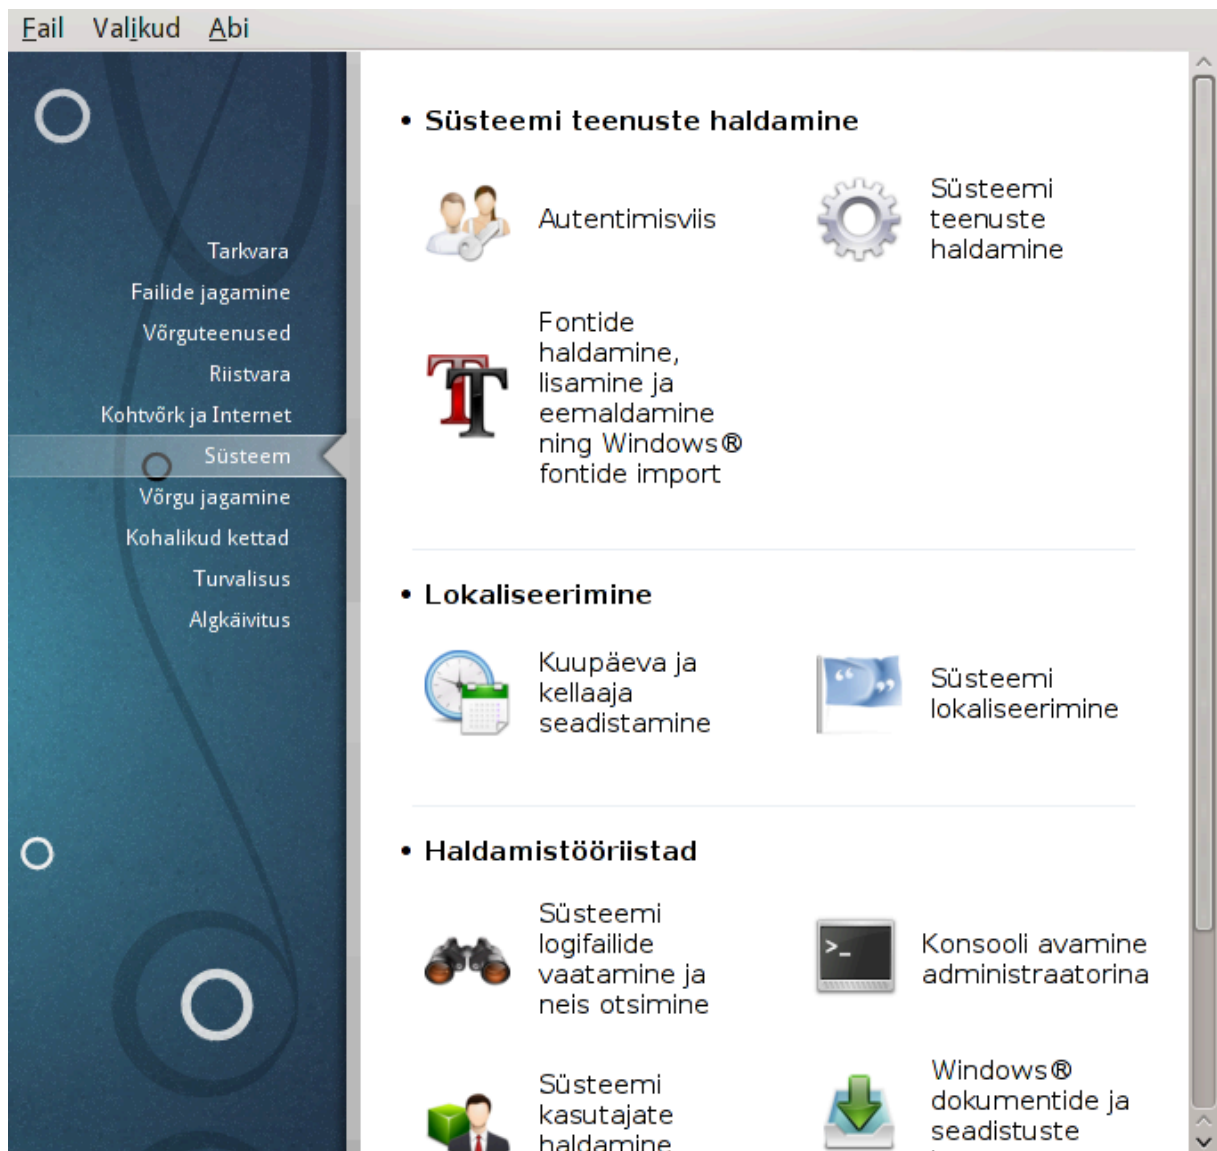 Fail Valikud Abi
Tarkvara
Failide jagamine
Võrguteenused
Riistvara
Kohtvõrk ja Internet
Süsteem
Võrgu jagamine
Kohalikud kettad
Turvalisus
Algkäivitus
• Süsteemi teenuste haldamine
Autentimisviis
Süsteemi
teenuste
haldamine
Fontide
haldamine,
lisamine ja
eemaldamine
ning Windows®
fontide import
• Lokaliseerimine
Kuupäeva ja
kellaaja
seadistamine
Süsteemi
lokaliseerimine
• Haldamistööriistad
Süsteemi
logifailide
vaatamine ja
neis otsimine
Konsooli avamine
administraatorina
Süsteemi
kasutajate
haldamine
Windows®
dokumentide ja
seadistuste